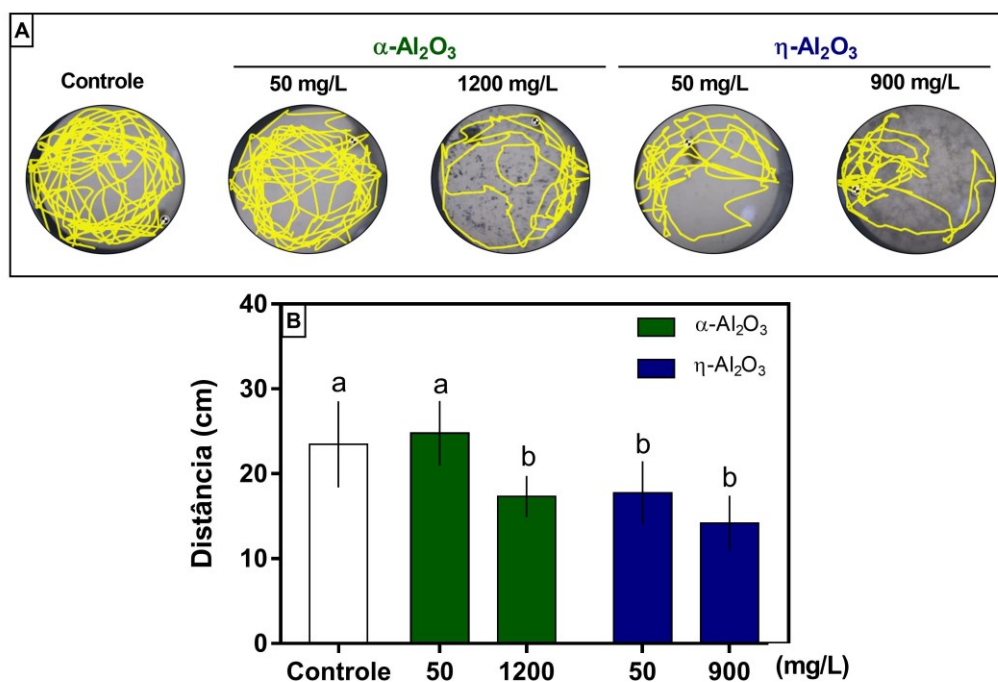 A
α-Al₂O₃ η-Al₂O₃
Controle 50 mg/L 1200 mg/L 50 mg/L 900 mg/L
B
40
30
20
10
0
Distância (cm)
α-Al₂O₃
η-Al₂O₃
a a b b b
Controle 50 1200 50 900 (mg/L)